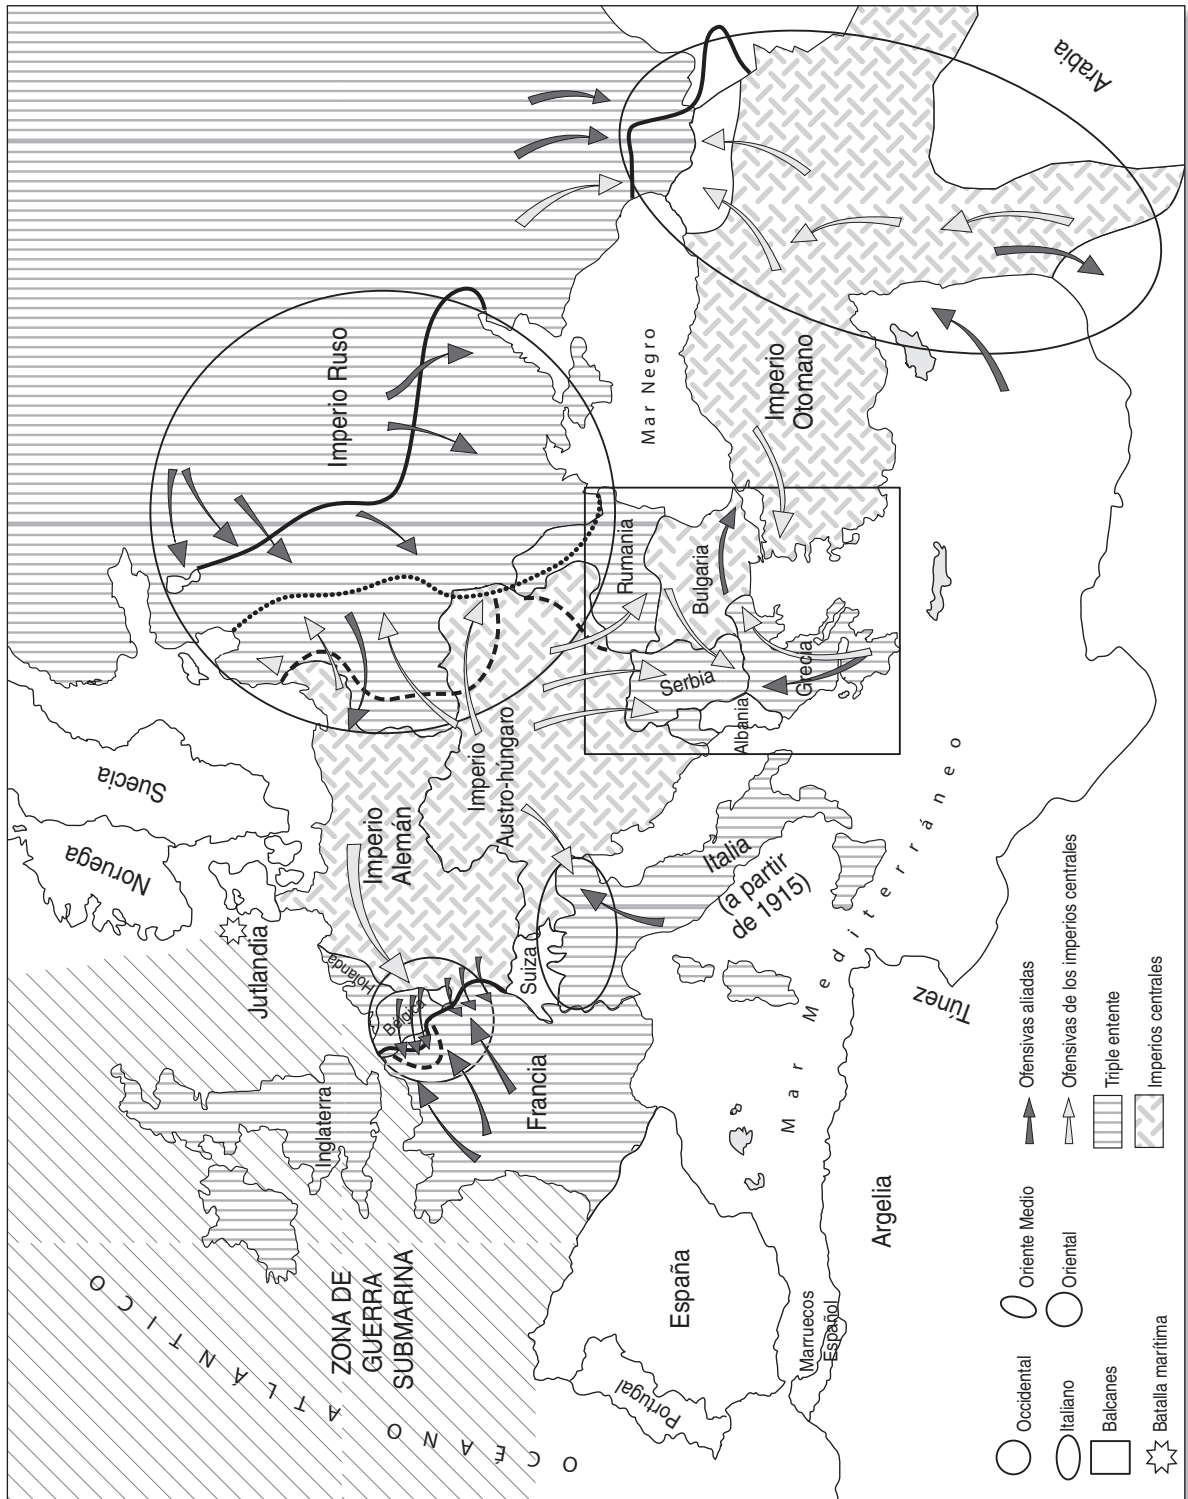 OCÉANO ATLÁNTICO
ZONA DE
GUERRA
SUBMARINA
Noruega
Suecia
Jutlandia
Inglaterra
Holanda
Bélgica
Imperio
Alemán
Imperio Ruso
Francia
Suiza
Imperio
Austro-húngaro
Portugal
España
Italia
(a partir
de 1915)
Serbia
Albania
Grecia
Rumania
Bulgaria
Mar Negro
Imperio
Otomano
Arabia
Mar Mediterráneo
Marruecos
Español
Argelia
Túnez
Occidental
Italiano
Balcanes
Batalla marítima
Oriente Medio
Oriental
Ofensivas aliadas
Ofensivas de los imperios centrales
Triple entente
Imperios centrales